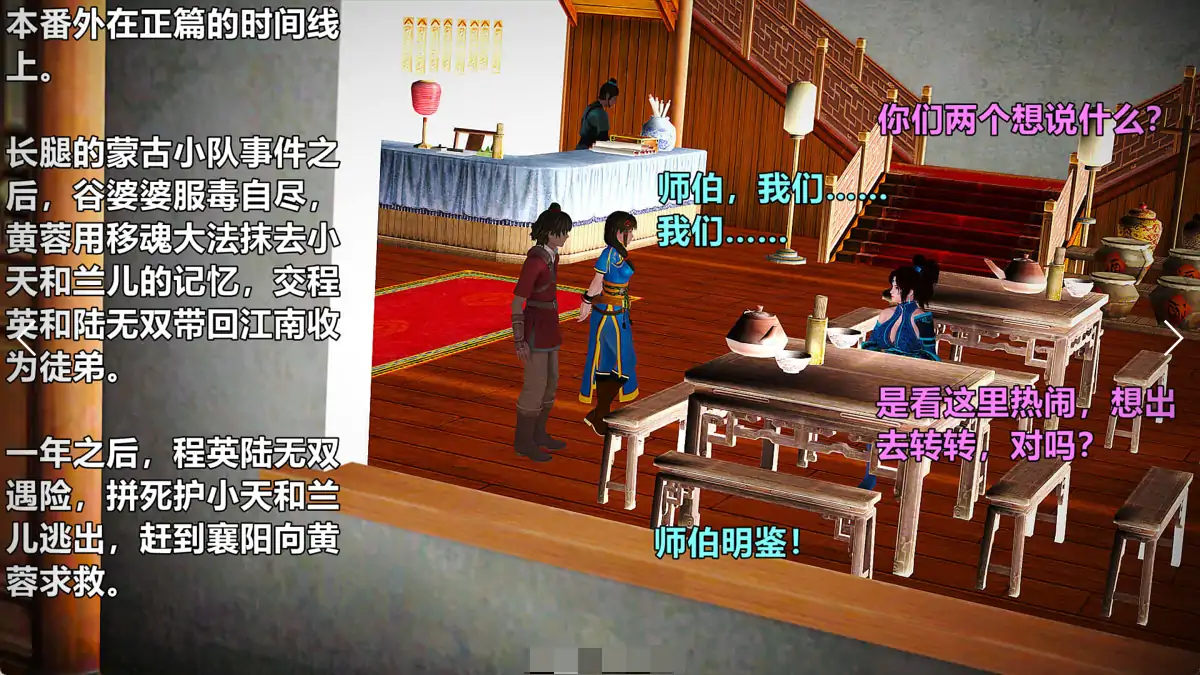 本番外在正篇的时间线
上。
长腿的蒙古小队事件之
后，谷婆婆服毒自尽，
黄蓉用移魂大法抹去小
天和兰儿的记忆，交程
英和陆无双带回江南收
为徒弟。
一年之后，程英陆无双
遇险，拼死护小天和兰
儿逃出，赶到襄阳向黄
蓉求救。
你们两个想说什么？
师伯，我们……
我们……
是看这里热闹，想出
去转转，对吗？
师伯明鉴！